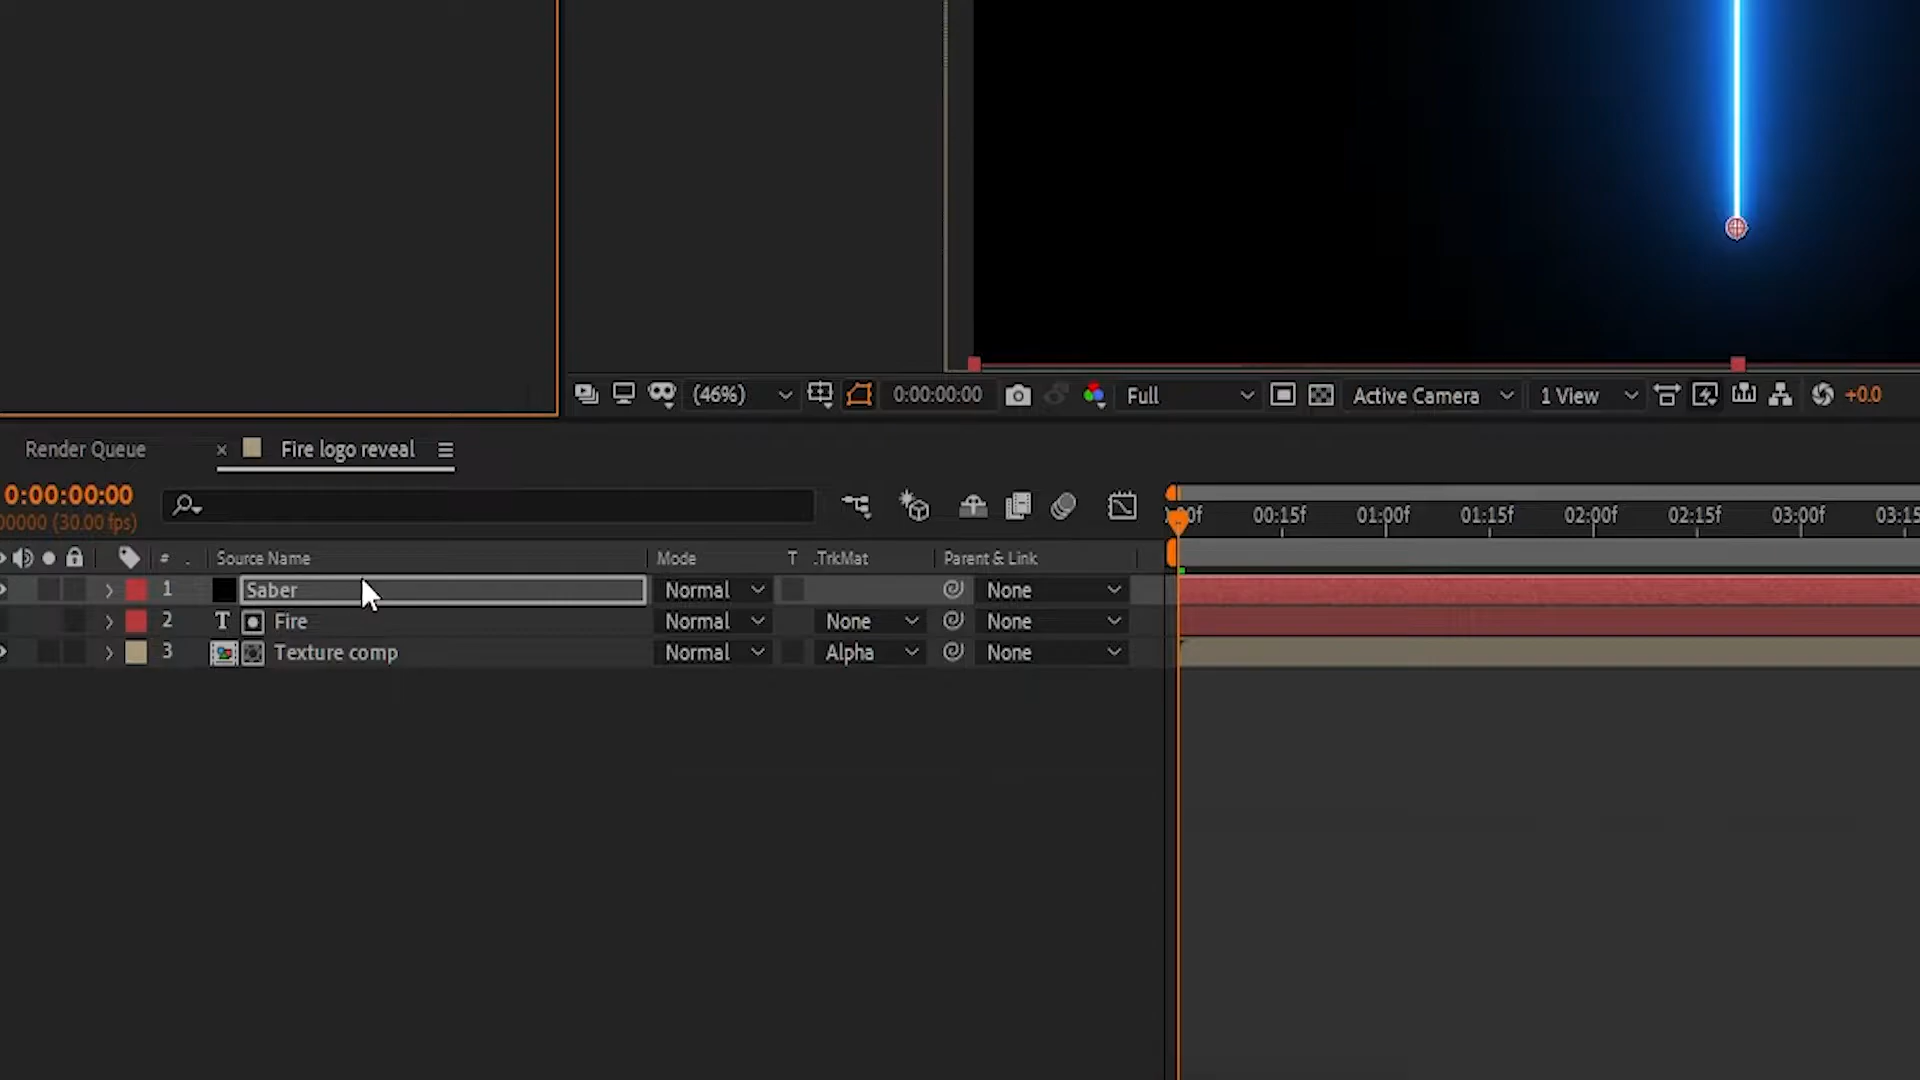 (46%) 0:00:00:00 Full Active Camera 1 View +0.0
Render Queue × Fire logo reveal
0:00:00:00
00000 (30.00 fps)
00f 00:15f 01:00f 01:15f 02:00f 02:15f 03:00f 03:15
# . Source Name Mode T .TrkMat Parent & Link
1 Saber Normal None
2 T Fire Normal None None
3 Texture comp Normal Alpha None